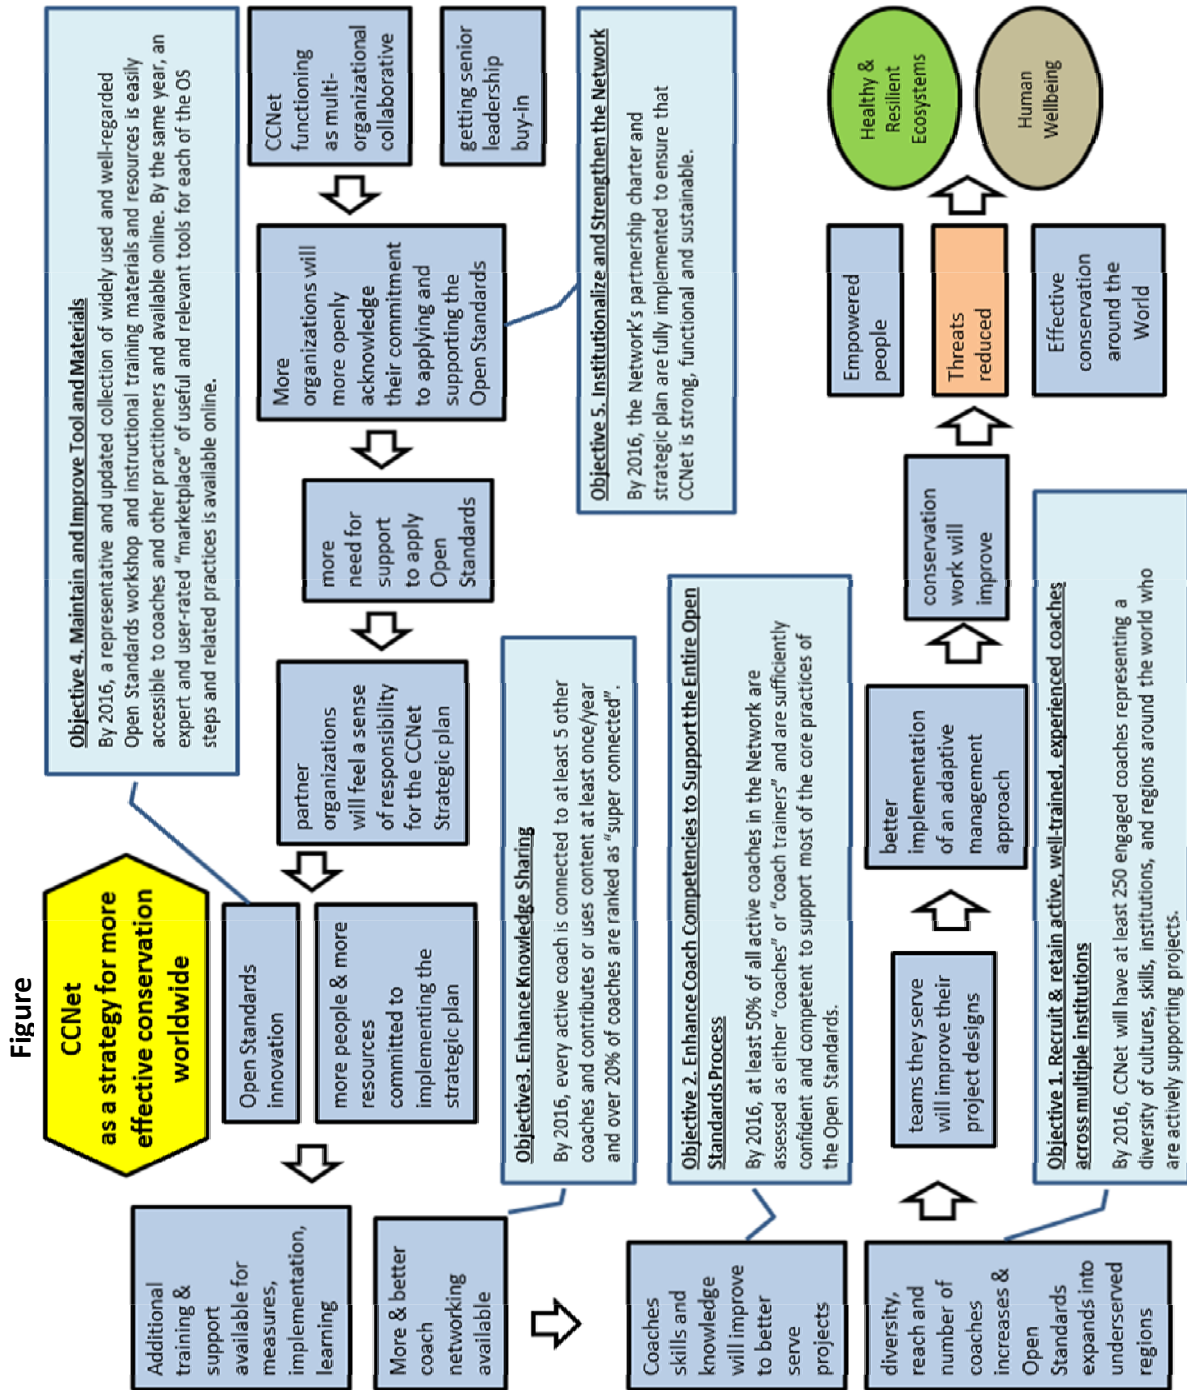 Figure
CCNet
as a strategy for more
effective conservation
worldwide
Objective 4. Maintain and Improve Tool and Materials
By 2016, a representative and updated collection of widely used and well-regarded
Open Standards workshop and instructional training materials and resources is easily
accessible to coaches and other practitioners and available online. By the same year, an
expert and user-rated "marketplace" of useful and relevant tools for each of the OS
steps and related practices is available online.
CCNet
functioning
as multi-
organizational
collaborative
getting senior
leadership
buy-in
More
organizations will
more openly
acknowledge
their commitment
to applying and
supporting the
Open Standards
more
need for
support
to apply
Open
Standards
partner
organizations
will feel a sense
of responsibility
for the CCNet
Strategic plan
Open Standards
innovation
more people & more
resources
committed to
implementing the
strategic plan
Additional
training &
support
available for
measures,
implementation,
learning
More & better
coach
networking
available
Objective3. Enhance Knowledge Sharing
By 2016, every active coach is connected to at least 5 other
coaches and contributes or uses content at least once/year
and over 20% of coaches are ranked as "super connected".
Objective 5. Institutionalize and Strengthen the Network
By 2016, the Network's partnership charter and
strategic plan are fully implemented to ensure that
CCNet is strong, functional and sustainable.
Objective 2. Enhance Coach Competencies to Support the Entire Open
Standards Process
By 2016, at least 50% of all active coaches in the Network are
assessed as either "coaches" or "coach trainers" and are sufficiently
confident and competent to support most of the core practices of
the Open Standards.
Coaches
skills and
knowledge
will improve
to better
serve
projects
diversity,
reach and
number of
coaches
increases &
Open
Standards
expands into
underserved
regions
teams they serve
will improve their
project designs
better
implementation
of an adaptive
management
approach
conservation
work will
improve
Empowered
people
Threats
reduced
Effective
conservation
around the
World
Healthy &
Resilient
Ecosystems
Human
Wellbeing
Objective 1. Recruit & retain active, well-trained, experienced coaches
across multiple institutions
By 2016, CCNet will have at least 250 engaged coaches representing a
diversity of cultures, skills, institutions, and regions around the world who
are actively supporting projects.